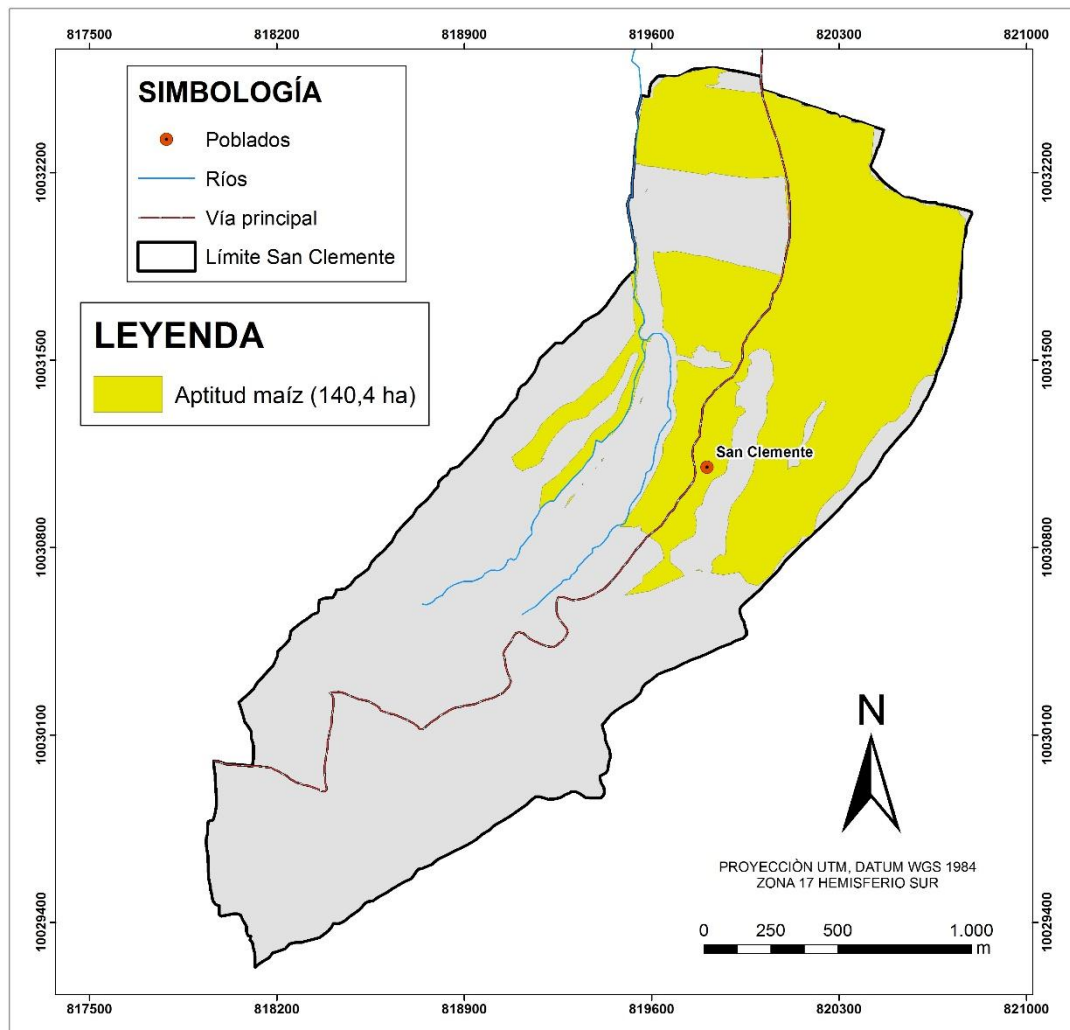 817500
818200
818900
819600
820300
821000
SIMBOLOGÍA
Poblados
Ríos
Vía principal
Límite San Clemente
LEYENDA
Aptitud maíz (140,4 ha)
San Clemente
10032200
10031500
10030800
10030100
10029400
10032200
10031500
10030800
10030100
10029400
N
PROYECCIÒN UTM, DATUM WGS 1984
ZONA 17 HEMISFERIO SUR
0 250 500 1.000
m
817500
818200
818900
819600
820300
821000